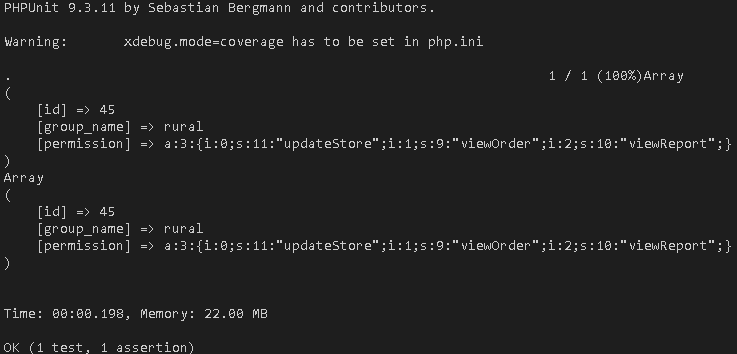 PHPUnit 9.3.11 by Sebastian Bergmann and contributors.
Warning:       xdebug.mode=coverage has to be set in php.ini
.                                                                 1 / 1 (100%)Array
(
    [id] => 45
    [group_name] => rural
    [permission] => a:3:{i:0;s:11:"updateStore";i:1;s:9:"viewOrder";i:2;s:10:"viewReport";}
)
Array
(
    [id] => 45
    [group_name] => rural
    [permission] => a:3:{i:0;s:11:"updateStore";i:1;s:9:"viewOrder";i:2;s:10:"viewReport";}
)
Time: 00:00.198, Memory: 22.00 MB
OK (1 test, 1 assertion)